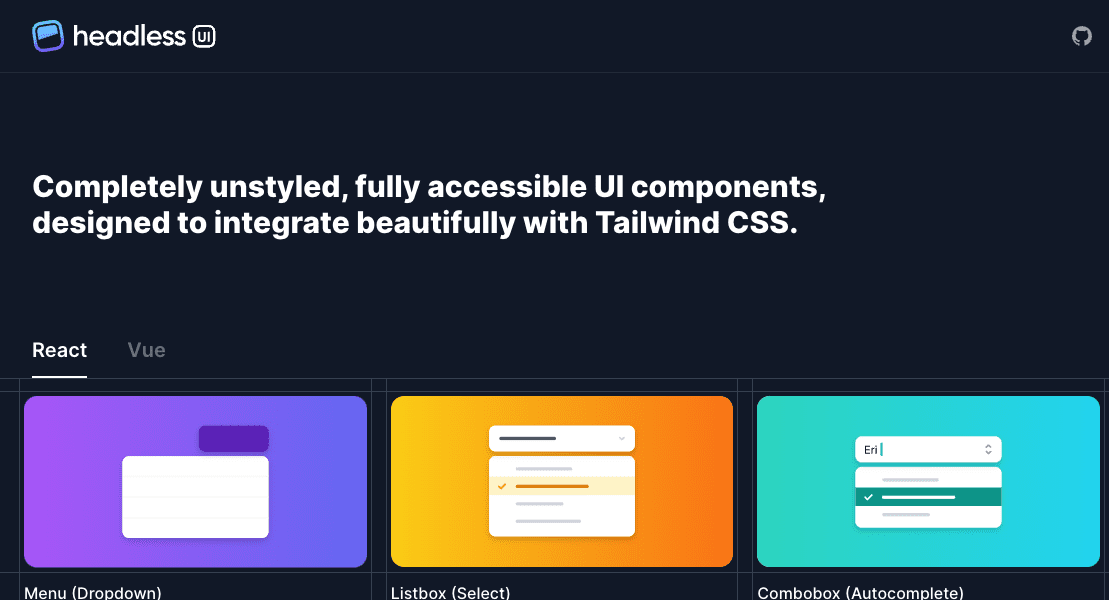 headless UI
Completely unstyled, fully accessible UI components,
designed to integrate beautifully with Tailwind CSS.
React Vue
Eri
Menu (Dropdown) Listbox (Select) Combobox (Autocomplete)